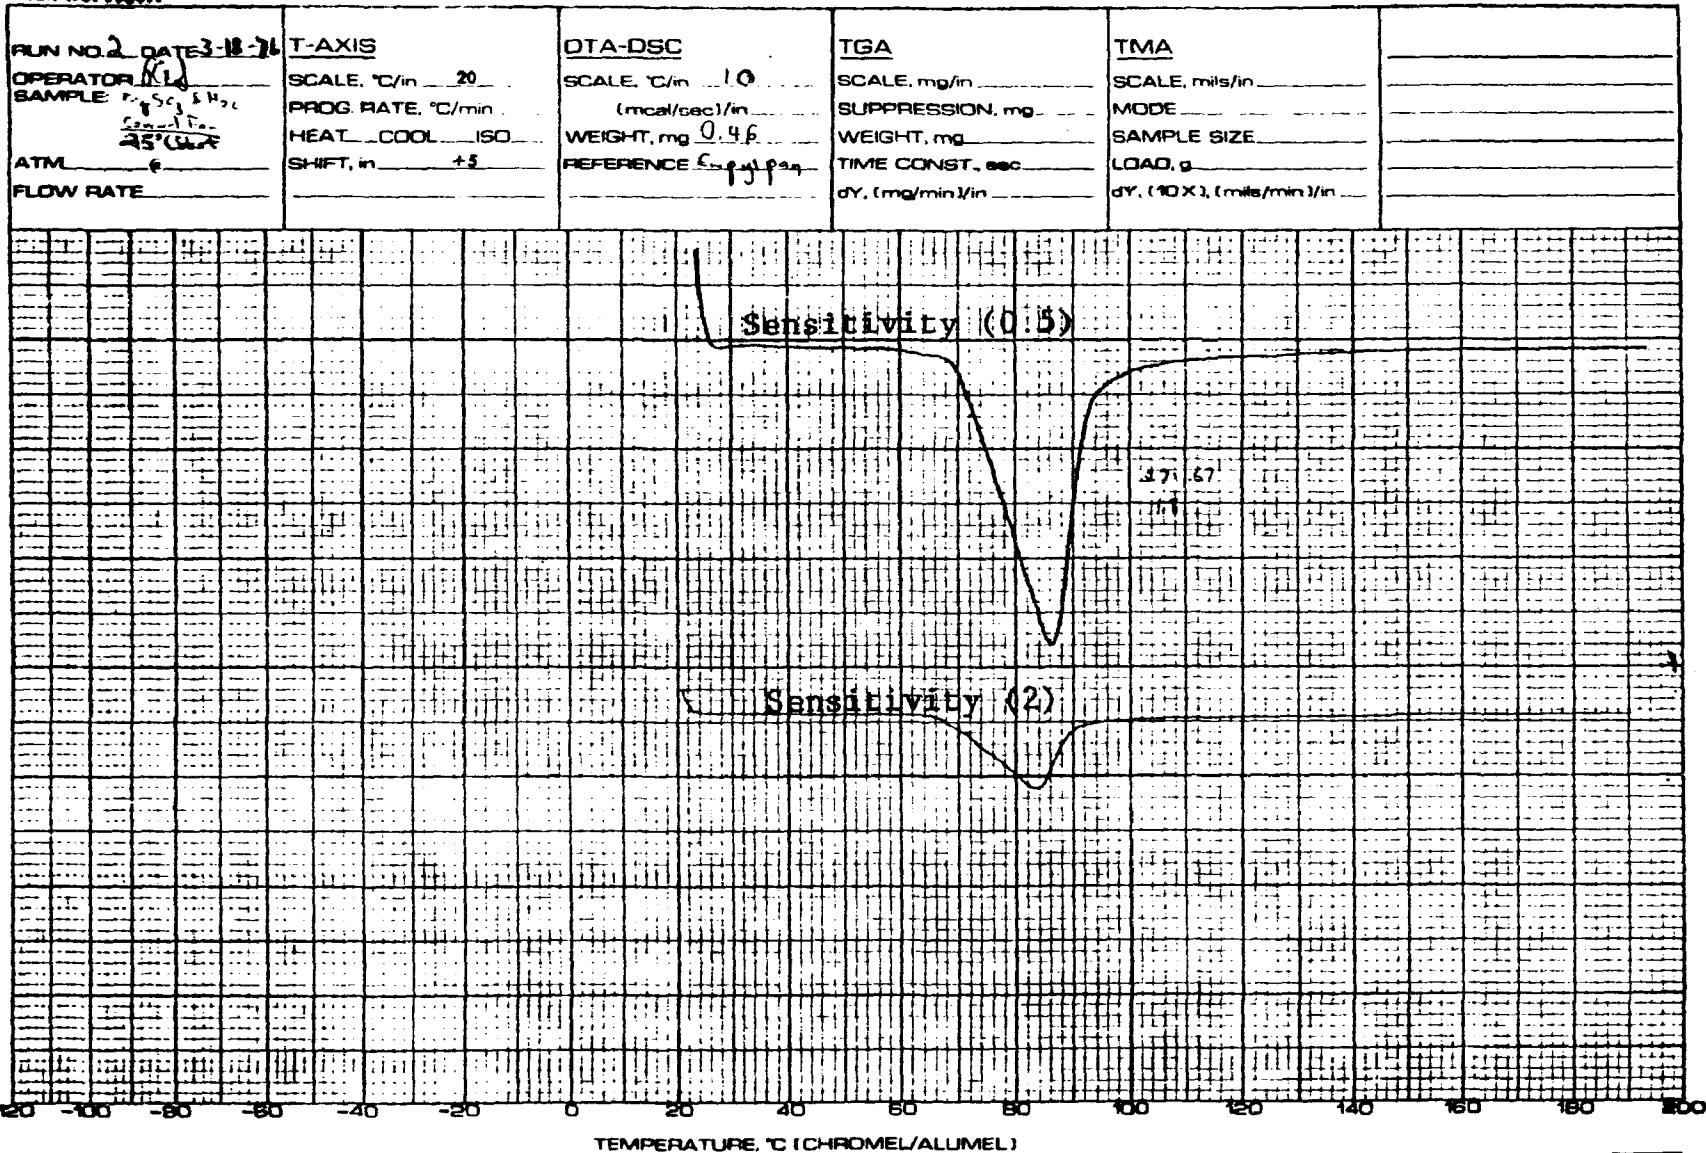 RUN NO. 2 DATE 3-18-76
OPERATOR
SAMPLE:
ATM
FLOW RATE
T-AXIS
SCALE, °C/in 20
PROG. RATE, °C/min
HEAT COOL ISO
SHIFT, in +5
DTA-DSC
SCALE, °C/in 10
(mcal/sec)/in
WEIGHT, mg 0.46
REFERENCE Empty pan
TGA
SCALE, mg/in
SUPPRESSION, mg
WEIGHT, mg
TIME CONST., sec
dY, (mg/min)/in
TMA
SCALE, mils/in
MODE
SAMPLE SIZE
LOAD, g
dY, (10X), (mils/min)/in
Sensitivity (0.5)
Sensitivity (2)
-100 -80 -60 -40 -20 0 20 40 60 80 100 120 140 160 180 200
TEMPERATURE, °C (CHROMEL/ALUMEL)